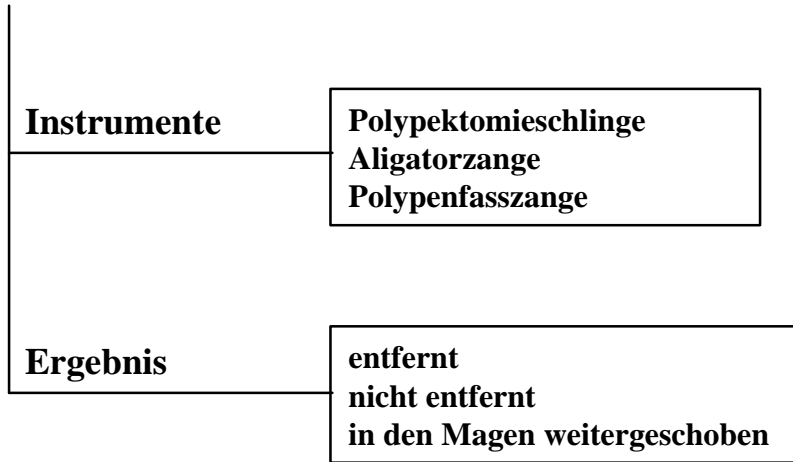 Instrumente
Polypektomieschlinge
Aligatorzange
Polypenfasszange
Ergebnis
entfernt
nicht entfernt
in den Magen weitergeschoben